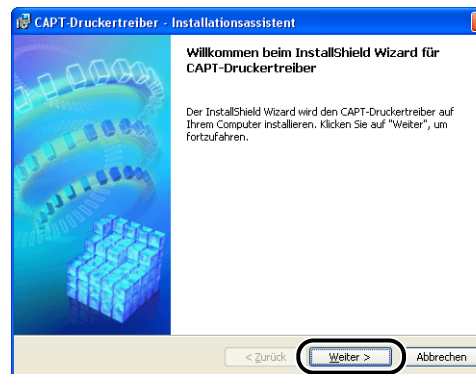 CAPT-Druckertreiber - Installationsassistent
Willkommen beim InstallShield Wizard für
CAPT-Druckertreiber
Der InstallShield Wizard wird den CAPT-Druckertreiber auf
Ihrem Computer installieren. Klicken Sie auf "Weiter", um
fortzufahren.
< Zurück
Weiter >
Abbrechen